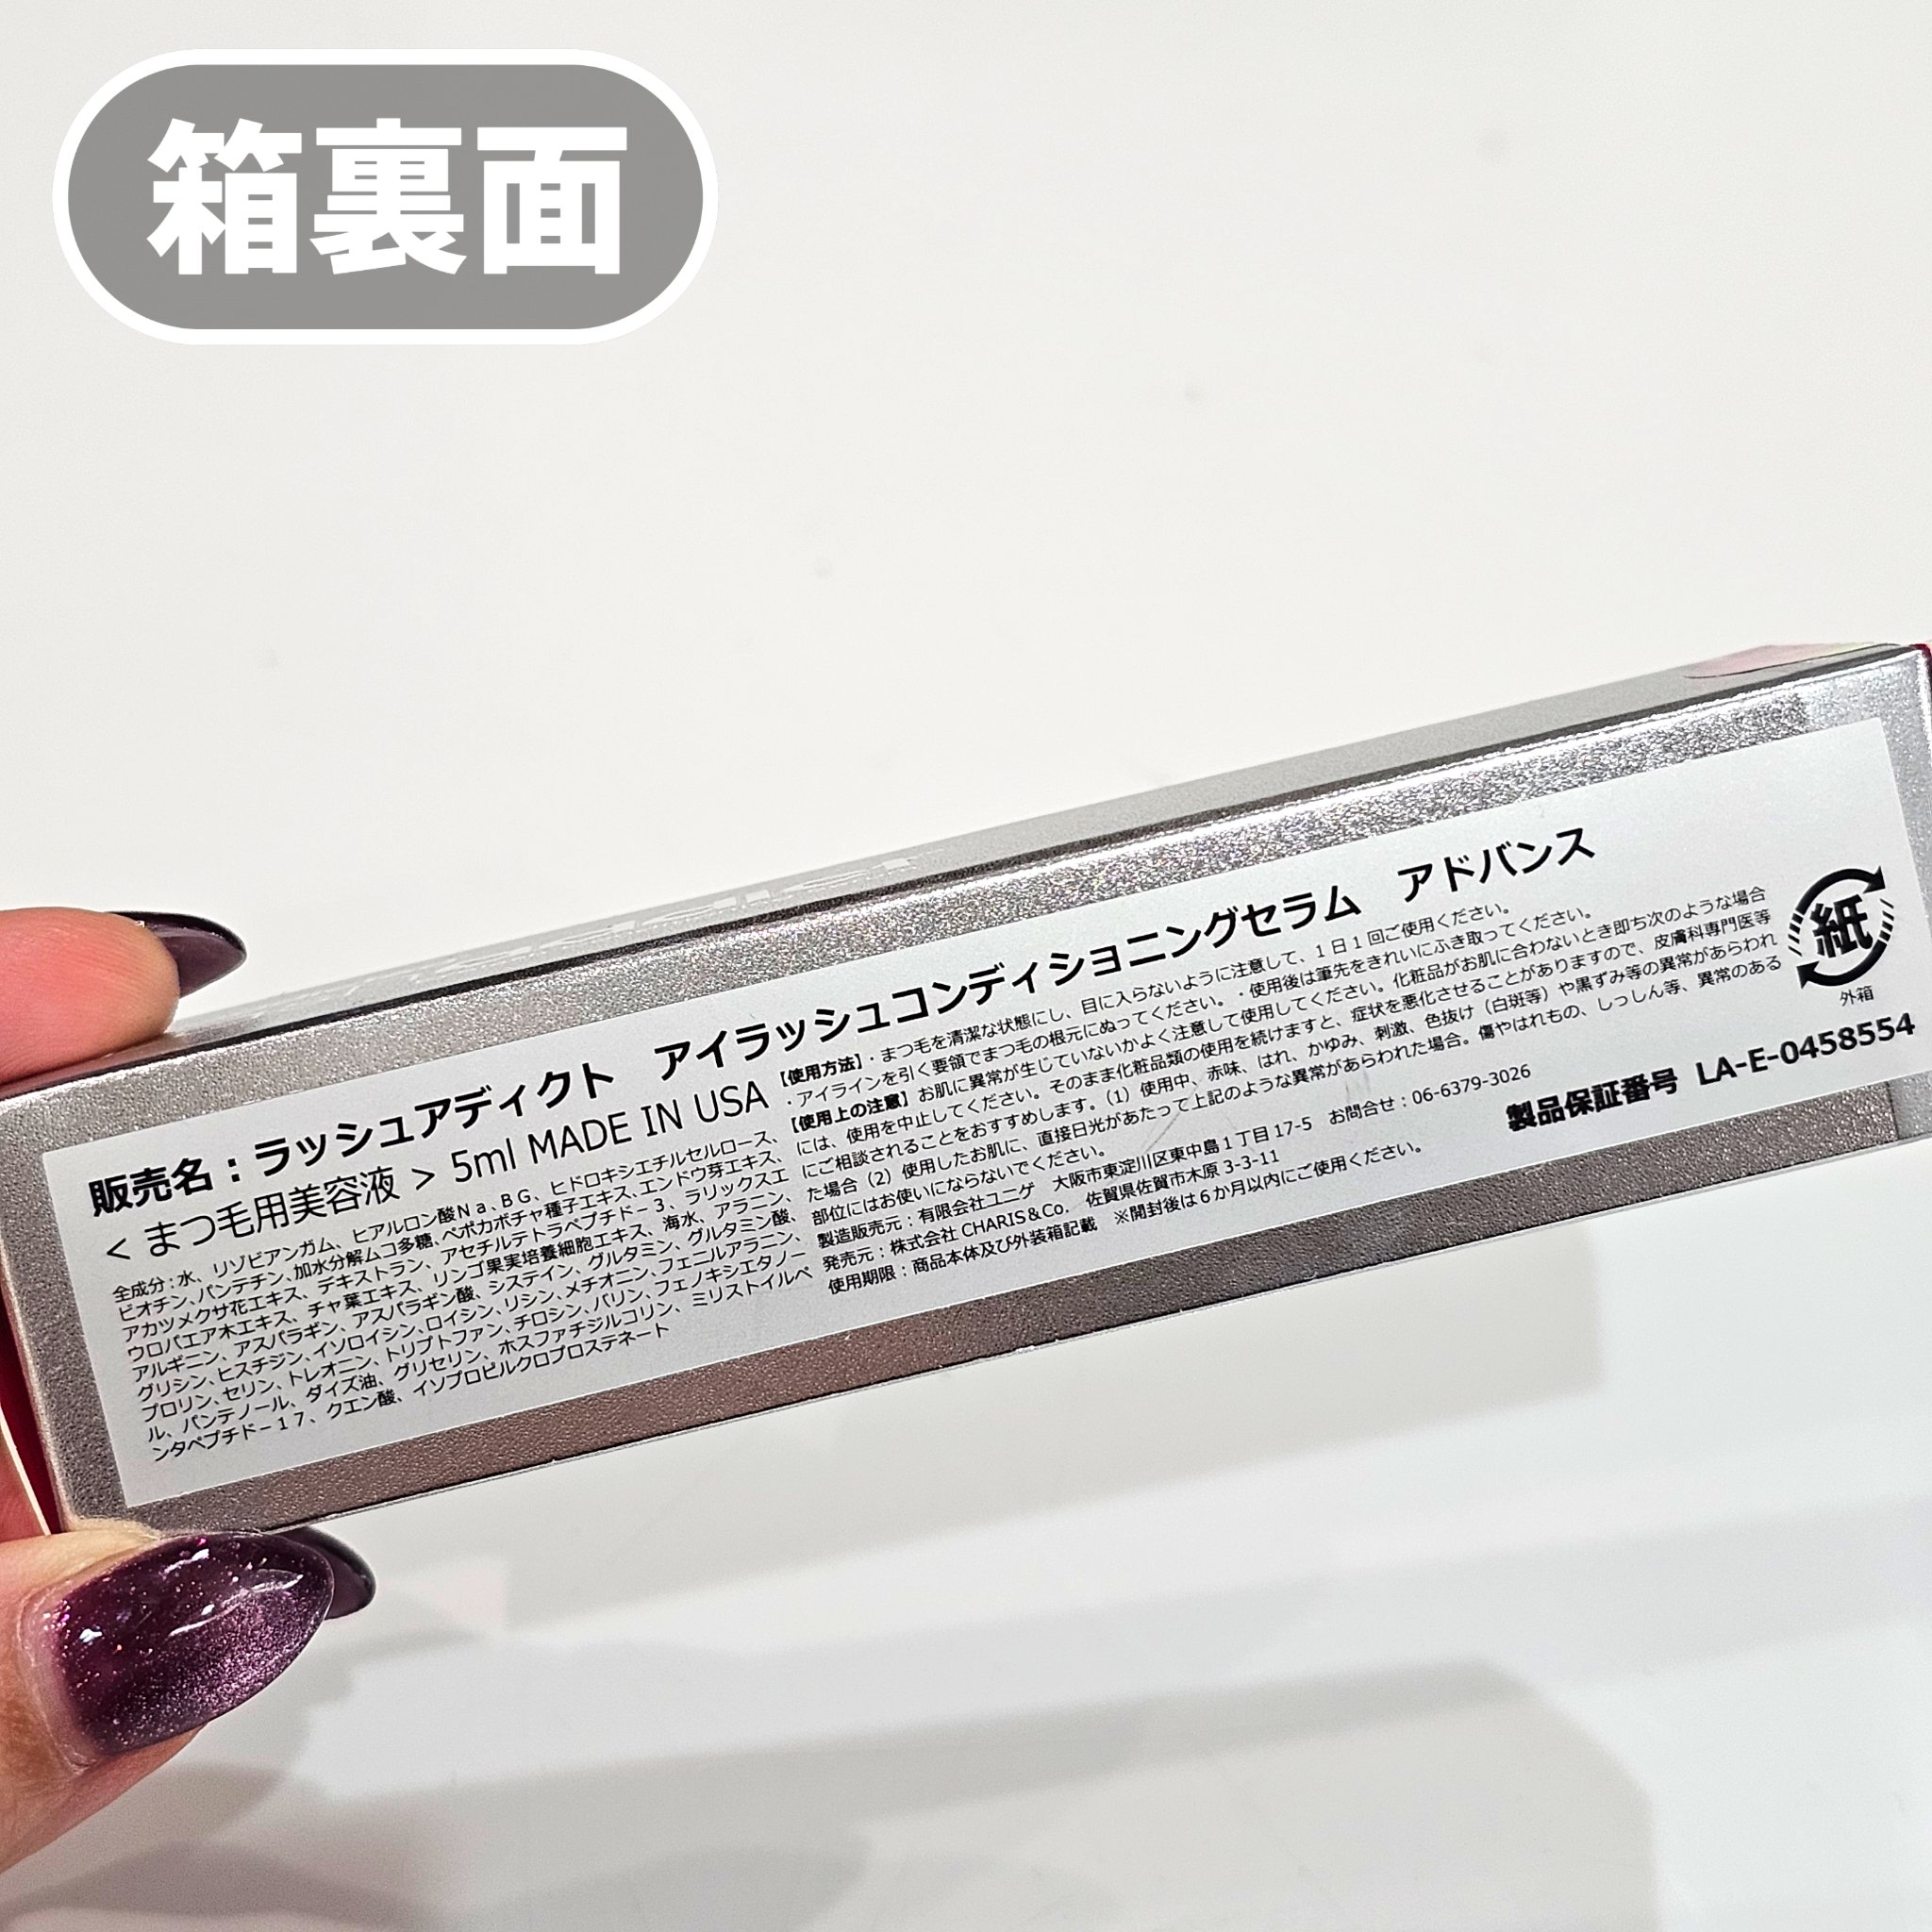 箱裏面
販売名：ラッシュアディクト　アイラッシュコンディショニングセラム　アドバンス
＜まつ毛用美容液＞ 5ml MADE IN USA
全成分：水、リゾビアンガム、ヒアルロン酸Ｎａ、ＢＧ、ヒドロキシエチルセルロース、
ビオチン、パンテチン、加水分解ムコ多糖、ペポカボチャ種子エキス、エンドウ芽エキス、
アカツメクサ花エキス、デキストラン、アセチルテトラペプチド－３、ラリックスエ
ウロパエア木エキス、チャ葉エキス、リンゴ果実培養細胞エキス、海水、アラニン、
アルギニン、アスパラギン、アスパラギン酸、システイン、グルタミン、グルタミン酸、
グリシン、ヒスチジン、イソロイシン、ロイシン、リシン、メチオニン、フェニルアラニン、
プロリン、セリン、トレオニン、トリプトファン、チロシン、バリン、フェノキシエタノー
ル、パンテノール、ダイズ油、グリセリン、ホスファチジルコリン、ミリストイルペ
ンタペプチド－１７、クエン酸、イソプロピルクロプロステネート
【使用方法】・まつ毛を清潔な状態にし、目に入らないように注意して、１日１回ご使用ください。
・アイラインを引く要領でまつ毛の根元にぬってください。・使用後は筆先をきれいにふき取ってください。
【使用上の注意】お肌に異常が生じていないかよく注意して使用してください。化粧品がお肌に合わないとき即ち次のような場合
には、使用を中止してください。そのまま化粧品類の使用を続けますと、症状を悪化させることがありますので、皮膚科専門医等
にご相談されることをおすすめします。（1）使用中、赤味、はれ、かゆみ、刺激、色抜け（白斑等）や黒ずみ等の異常があらわれ
た場合（2）使用したお肌に、直接日光があたって上記のような異常があらわれた場合。傷やはれもの、しっしん等、異常のある
部位にはお使いにならないでください。
製造販売元：有限会社ユニゲ　大阪市東淀川区東中島１丁目 17-5　お問合せ：06-6379-3026
発売元：株式会社 CHARIS＆Co.　佐賀県佐賀市木原 3-3-11
使用期限：商品本体及び外装箱記載　※開封後は６か月以内にご使用ください。
紙
外箱
製品保証番号 LA-E-0458554